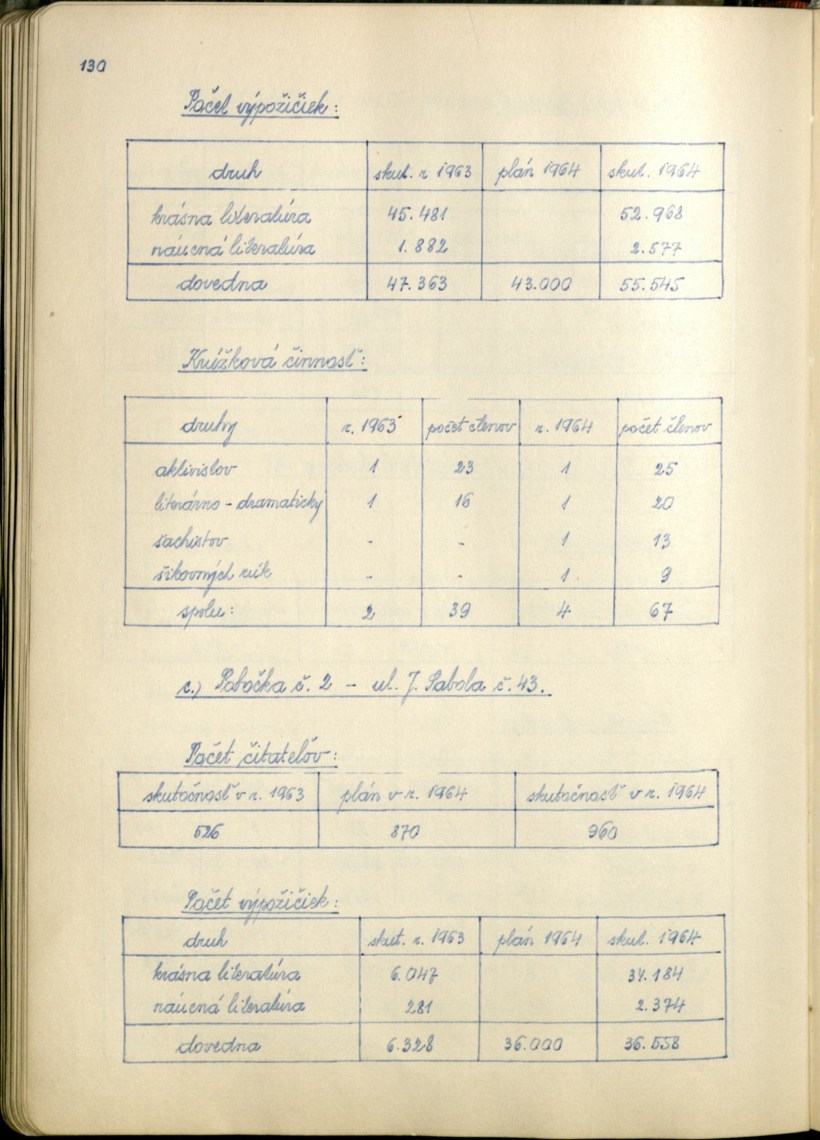 130
Počet výpožičiek:
druh skut. r. 1963 plán 1964 skut. 1964
krásna literatúra 45.481 52.968
náučná literatúra 1.882 2.577
dovedna 47.363 43.000 55.545
Krúžková činnosť:
druhy r. 1963 počet členov r. 1964 počet členov
aktivistov 1 23 1 25
literárno - dramatický 1 16 1 20
šachistov - - 1 13
šikovných rúk - - 1 9
spolu: 2 39 4 67
c.) Pobočka č. 2 - ul. J. Sabola č. 43.
Počet čitateľov:
skutočnosť v r. 1963 plán v r. 1964 skutočnosť v r. 1964
526 870 960
Počet výpožičiek:
druh skut. r. 1963 plán 1964 skut. 1964
krásna literatúra 6.047 34.184
náučná literatúra 281 2.374
dovedna 6.328 36.000 36.558